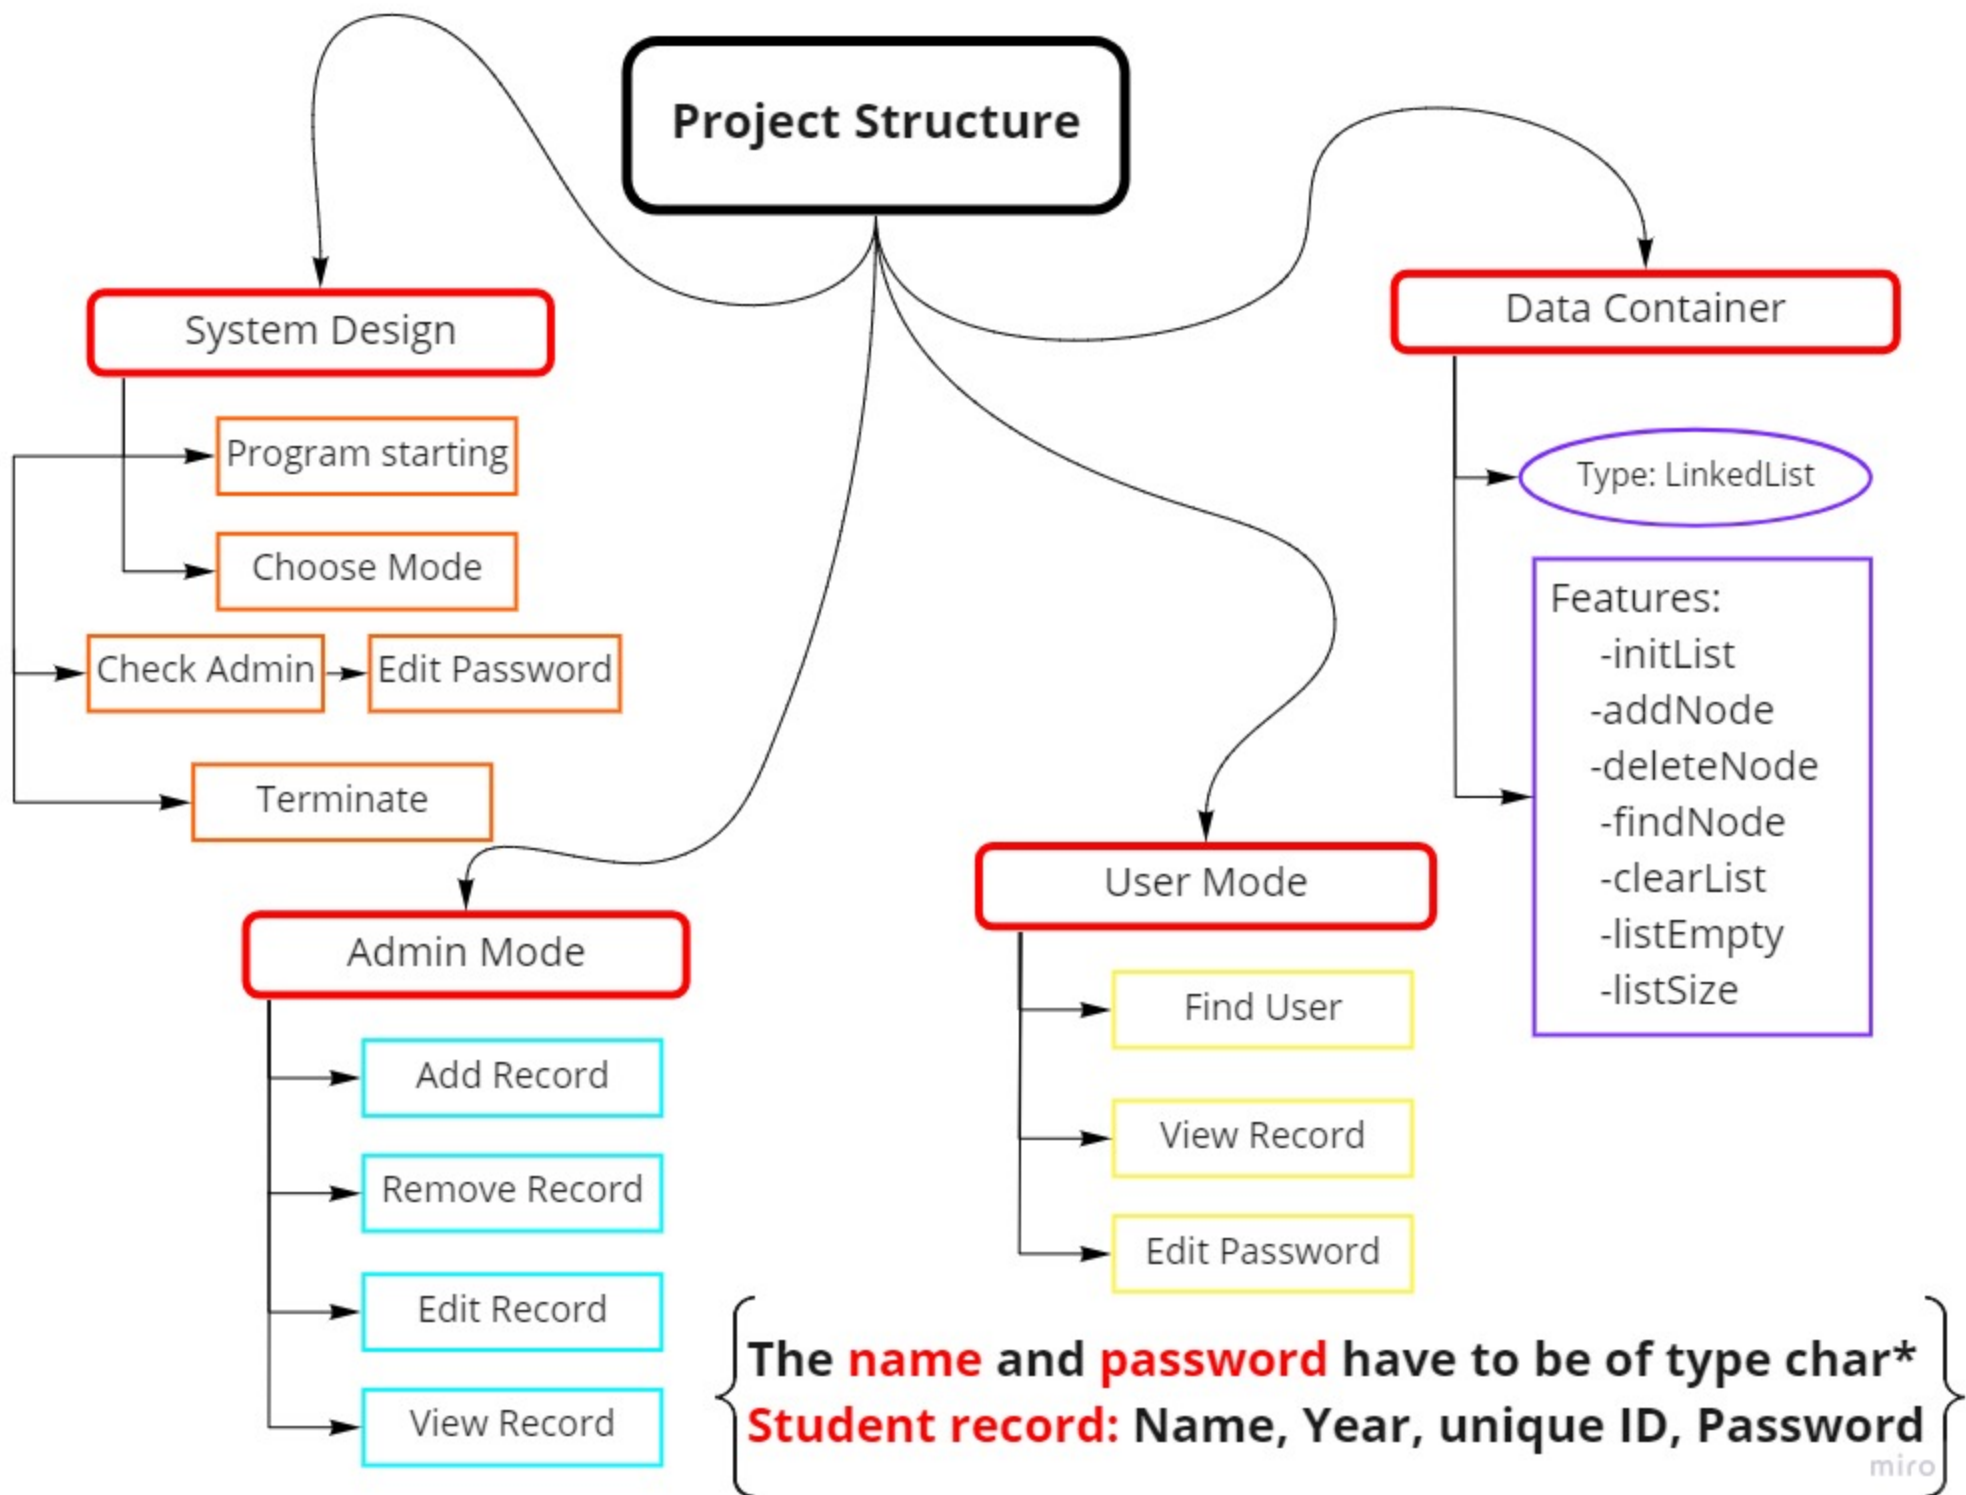 Project Structure
System Design
Program starting
Choose Mode
Check Admin
Edit Password
Terminate
Admin Mode
Add Record
Remove Record
Edit Record
View Record
User Mode
Find User
View Record
Edit Password
Data Container
Type: LinkedList
Features:
-initList
-addNode
-deleteNode
-findNode
-clearList
-listEmpty
-listSize
The name and password have to be of type char*
Student record: Name, Year, unique ID, Password
miro